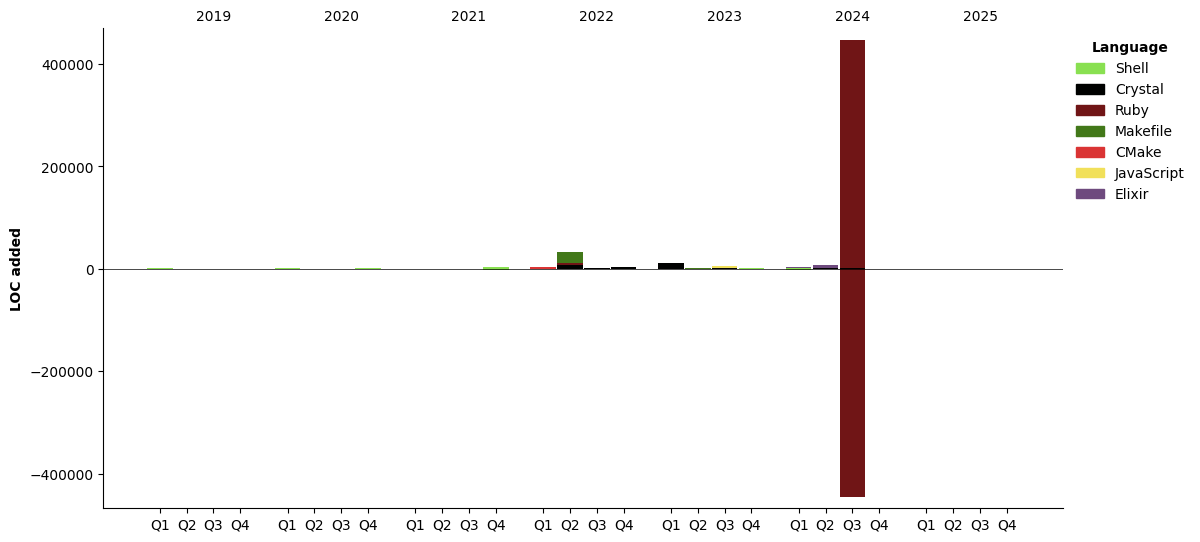 2019 2020 2021 2022 2023 2024 2025
LOC added
400000
200000
0
−200000
−400000
Q1 Q2 Q3 Q4 Q1 Q2 Q3 Q4 Q1 Q2 Q3 Q4 Q1 Q2 Q3 Q4 Q1 Q2 Q3 Q4 Q1 Q2 Q3 Q4 Q1 Q2 Q3 Q4
Language
Shell
Crystal
Ruby
Makefile
CMake
JavaScript
Elixir